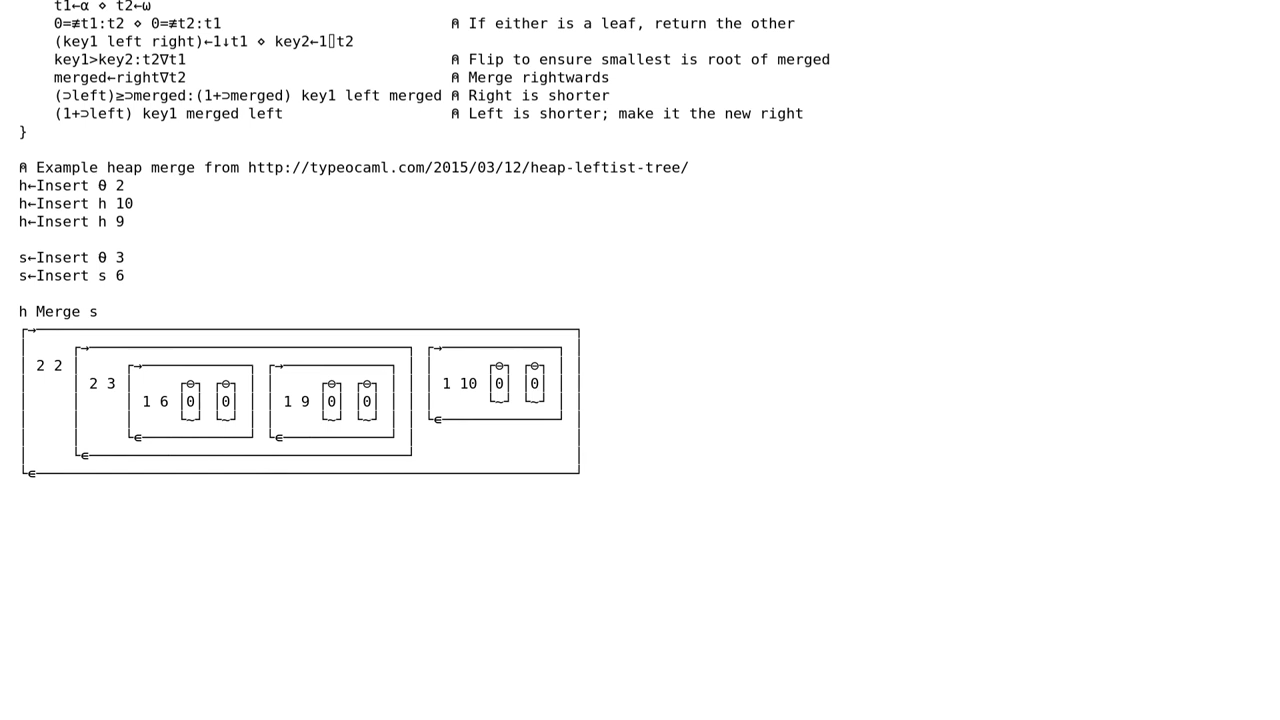 t1←⍺ ⋄ t2←⍵
    0=≢t1:t2 ⋄ 0=≢t2:t1                          ⍝ If either is a leaf, return the other
    (key1 left right)←1↓t1 ⋄ key2←1⌷t2
    key1>key2:t2∇t1                              ⍝ Flip to ensure smallest is root of merged
    merged←right∇t2                              ⍝ Merge rightwards
    (⊃left)≥⊃merged:(1+⊃merged) key1 left merged ⍝ Right is shorter
    (1+⊃left) key1 merged left                   ⍝ Left is shorter; make it the new right
}

⍝ Example heap merge from http://typeocaml.com/2015/03/12/heap-leftist-tree/
h←Insert ⍬ 2
h←Insert h 10
h←Insert h 9

s←Insert ⍬ 3
s←Insert s 6

h Merge s
┌→──────────────────────────────────────────────────────────────┐
│     ┌→────────────────────────────────────┐ ┌→─────────────┐ │
│ 2 2 │     ┌→─────────────┐ ┌→─────────────┐ │ │      ┌⊖┐ ┌⊖┐ │ │
│     │ 2 3 │     ┌⊖┐ ┌⊖┐ │ │     ┌⊖┐ ┌⊖┐ │ │ │ 1 10 │0│ │0│ │ │
│     │     │ 1 6 │0│ │0│ │ │ 1 9 │0│ │0│ │ │ │      └~┘ └~┘ │ │
│     │     │     └~┘ └~┘ │ │     └~┘ └~┘ │ │ └∊─────────────┘ │
│     │     └∊────────────┘ └∊────────────┘ │                  │
│     └∊────────────────────────────────────┘                  │
└∊──────────────────────────────────────────────────────────────┘